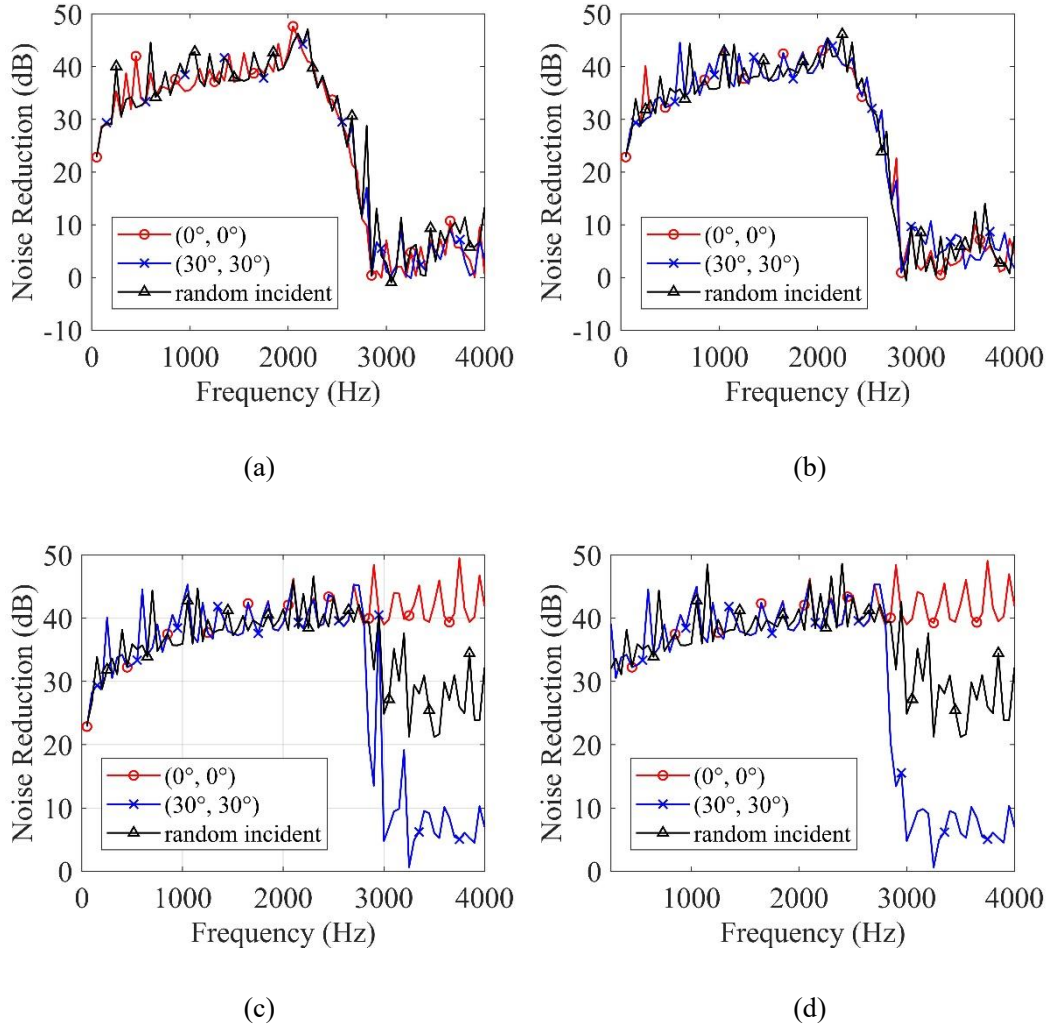 50
40
30
20
10
0
-10
Noise Reduction (dB)
(0°, 0°)
(30°, 30°)
random incident
0 1000 2000 3000 4000
Frequency (Hz)
(a)
50
40
30
20
10
0
-10
Noise Reduction (dB)
(0°, 0°)
(30°, 30°)
random incident
0 1000 2000 3000 4000
Frequency (Hz)
(b)
50
40
30
20
10
0
Noise Reduction (dB)
(0°, 0°)
(30°, 30°)
random incident
0 1000 2000 3000 4000
Frequency (Hz)
(c)
50
40
30
20
10
0
Noise Reduction (dB)
(0°, 0°)
(30°, 30°)
random incident
1000 2000 3000 4000
Frequency (Hz)
(d)